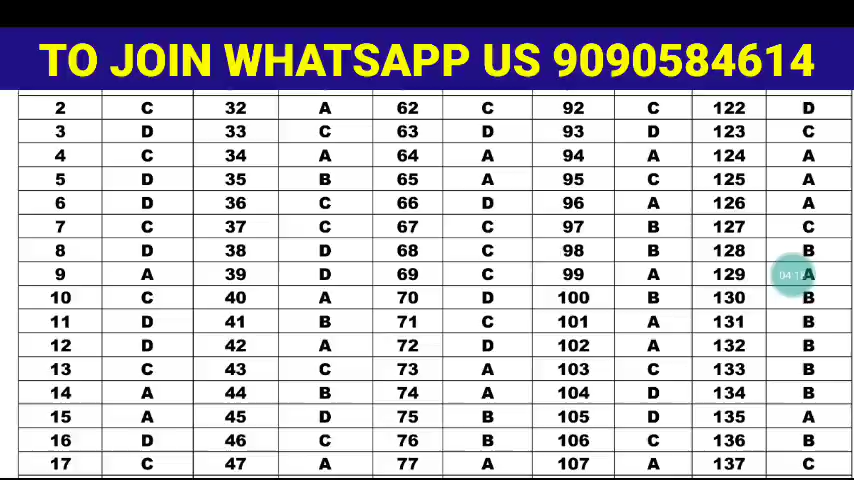 TO JOIN WHATSAPP US 9090584614
2 C 32 A 62 C 92 C 122 D
3 D 33 C 63 D 93 D 123 C
4 C 34 A 64 A 94 A 124 A
5 D 35 B 65 A 95 C 125 A
6 D 36 C 66 D 96 A 126 A
7 C 37 C 67 C 97 B 127 C
8 D 38 D 68 C 98 B 128 B
9 A 39 D 69 C 99 A 129 A
10 C 40 A 70 D 100 B 130 B
11 D 41 B 71 C 101 A 131 B
12 D 42 A 72 D 102 A 132 B
13 C 43 C 73 A 103 C 133 B
14 A 44 B 74 A 104 D 134 B
15 A 45 D 75 B 105 D 135 A
16 D 46 C 76 B 106 C 136 B
17 C 47 A 77 A 107 A 137 C